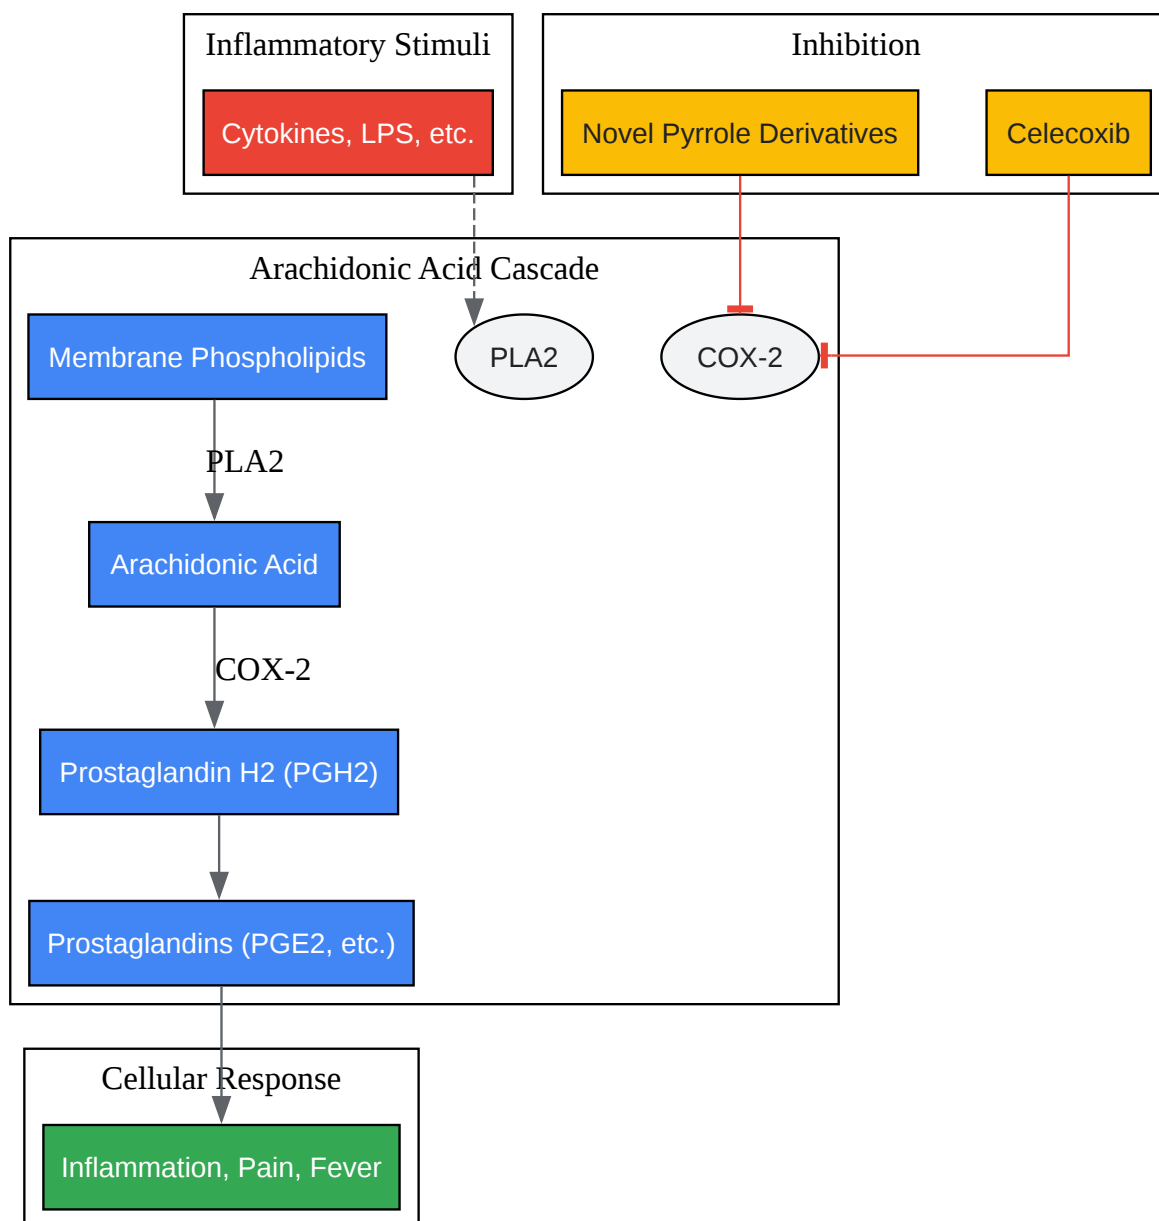 Inflammatory Stimuli
Inhibition
Cytokines, LPS, etc.
Novel Pyrrole Derivatives
Celecoxib
Arachidonic Acid Cascade
Membrane Phospholipids
PLA2
COX-2
PLA2
Arachidonic Acid
COX-2
Prostaglandin H2 (PGH2)
Prostaglandins (PGE2, etc.)
Cellular Response
Inflammation, Pain, Fever